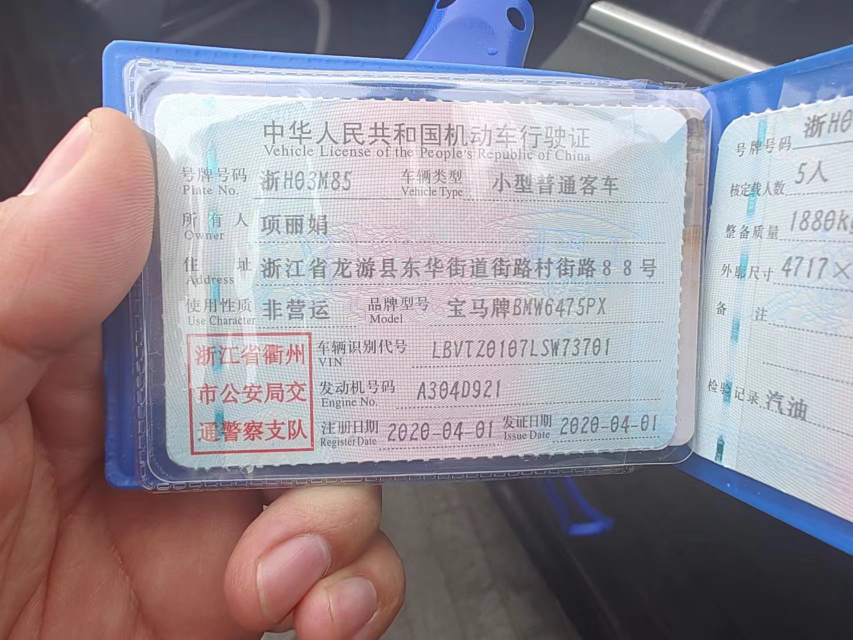 中华人民共和国机动车行驶证
Vehicle License of the People's Republic of China
号牌号码 浙H03M85 车辆类型 小型普通客车
Plate No. Vehicle Type
所有人 项丽娟
Owner
住址 浙江省龙游县东华街道街路村街路88号
Address
使用性质 非营运 品牌型号 宝马牌BMW6475PX
Use Character Model
浙江省衢州
市公安局交
通警察支队
车辆识别代号 LBVTZ0107LSW73701
VIN
发动机号码 A304D921
Engine No.
注册日期 2020-04-01 发证日期 2020-04-01
Register Date Issue Date
号牌号码 浙H0
核定载人数 5人
整备质量 1880k
外廓尺寸 4717×
备注
检验记录 汽油